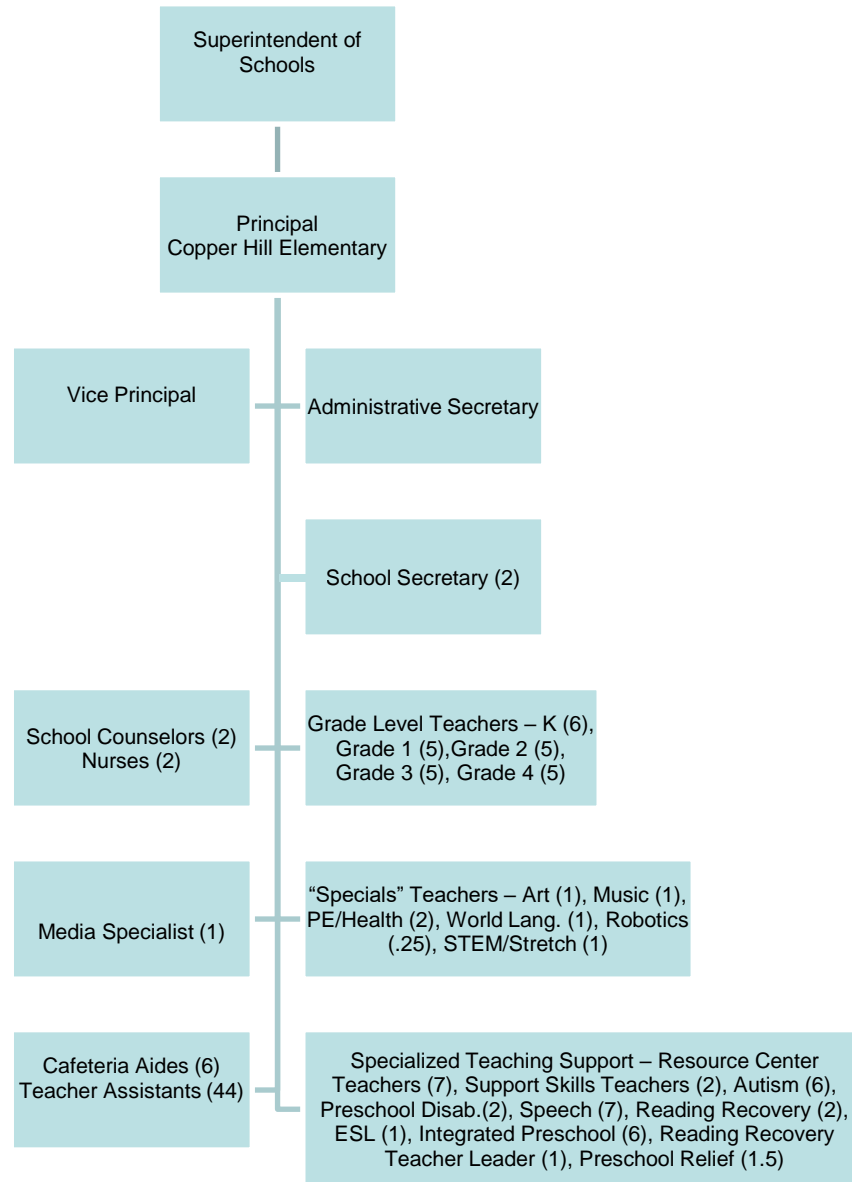 Superintendent of
Schools
Principal
Copper Hill Elementary
Vice Principal
Administrative Secretary
School Secretary (2)
School Counselors (2)
Nurses (2)
Grade Level Teachers – K (6),
Grade 1 (5),Grade 2 (5),
Grade 3 (5), Grade 4 (5)
Media Specialist (1)
“Specials” Teachers – Art (1), Music (1),
PE/Health (2), World Lang. (1), Robotics
(.25), STEM/Stretch (1)
Cafeteria Aides (6)
Teacher Assistants (44)
Specialized Teaching Support – Resource Center
Teachers (7), Support Skills Teachers (2), Autism (6),
Preschool Disab.(2), Speech (7), Reading Recovery (2),
ESL (1), Integrated Preschool (6), Reading Recovery
Teacher Leader (1), Preschool Relief (1.5)